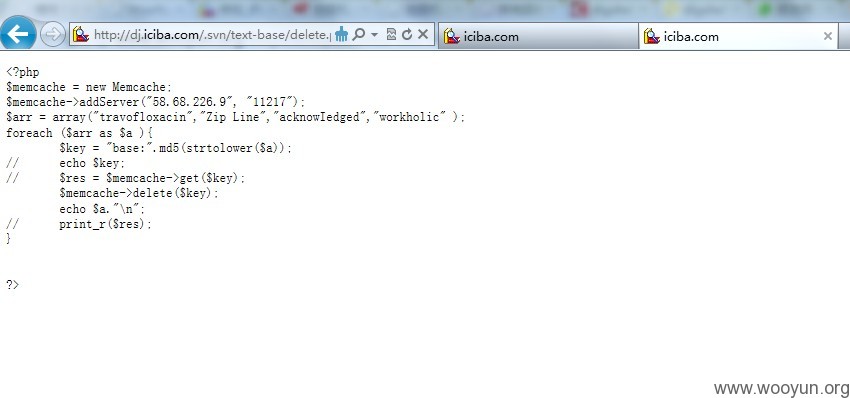 http://dj.iciba.com/.svn/text-base/delete.
iciba.com
iciba.com
<?php
$memcache = new Memcache;
$memcache->addServer("58.68.226.9", "11217");
$arr = array("travofloxacin","Zip Line","acknowIedged","workholic" );
foreach ($arr as $a ){
$key = "base:".md5(strtolower($a));
// echo $key;
// $res = $memcache->get($key);
$memcache->delete($key);
echo $a."\n";
// print_r($res);
}
?>
www.wooyun.org